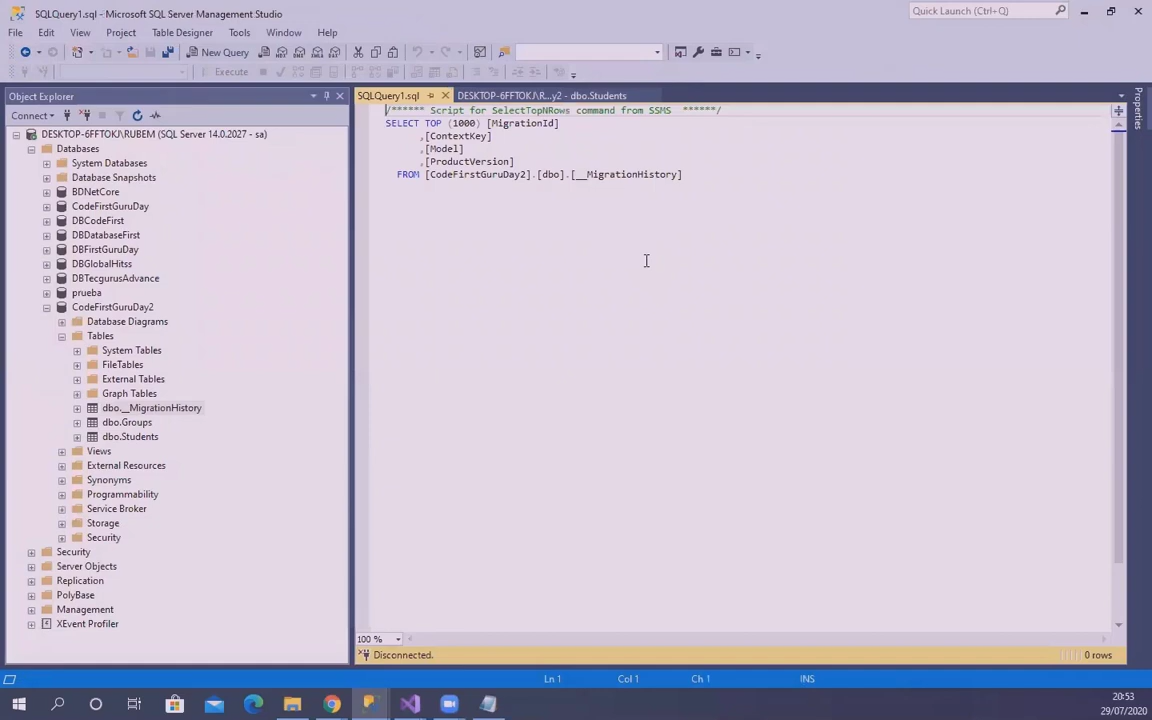 SQLQuery1.sql - Microsoft SQL Server Management Studio
Quick Launch (Ctrl+Q)
File Edit View Project Table Designer Tools Window Help
New Query
Execute
Object Explorer
Connect
DESKTOP-6FFTOKJ\RUBEM (SQL Server 14.0.2027 - sa)
Databases
System Databases
Database Snapshots
BDNetCore
CodeFirstGuruDay
DBCodeFirst
DBDatabaseFirst
DBFirstGuruDay
DBGlobalHitss
DBTecgurusAdvance
prueba
CodeFirstGuruDay2
Database Diagrams
Tables
System Tables
FileTables
External Tables
Graph Tables
dbo.__MigrationHistory
dbo.Groups
dbo.Students
Views
External Resources
Synonyms
Programmability
Service Broker
Storage
Security
Security
Server Objects
Replication
PolyBase
Management
XEvent Profiler
SQLQuery1.sql
DESKTOP-6FFTOKJ\R...y2 - dbo.Students
/****** Script for SelectTopNRows command from SSMS ******/
SELECT TOP (1000) [MigrationId]
,[ContextKey]
,[Model]
,[ProductVersion]
FROM [CodeFirstGuruDay2].[dbo].[__MigrationHistory]
100 %
Disconnected.
0 rows
Properties
Ln 1 Col 1 Ch 1 INS
20:53
29/07/2020